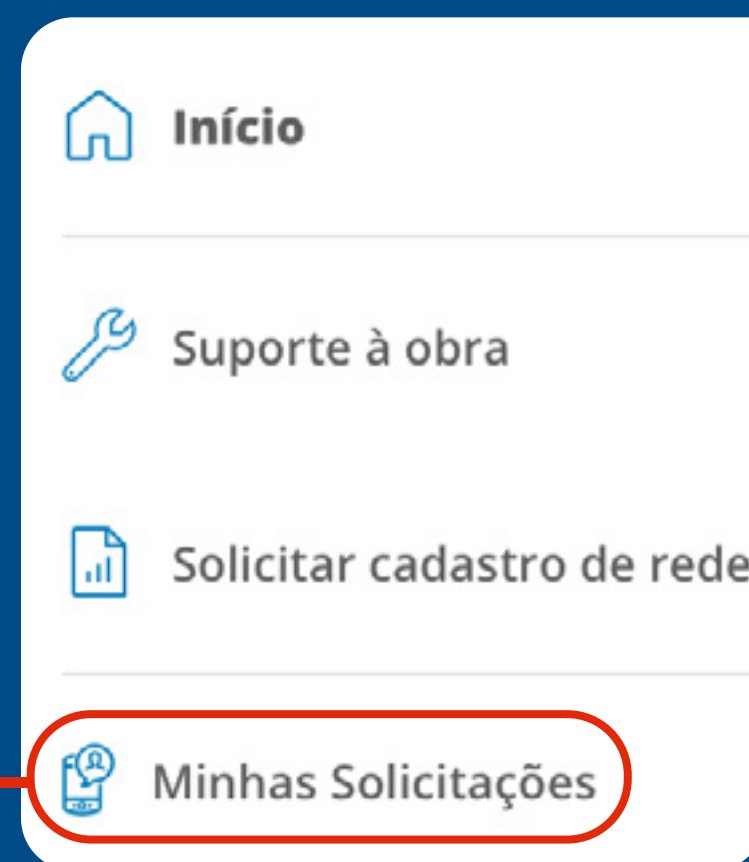 Início
Suporte à obra
Solicitar cadastro de rede
Minhas Solicitações